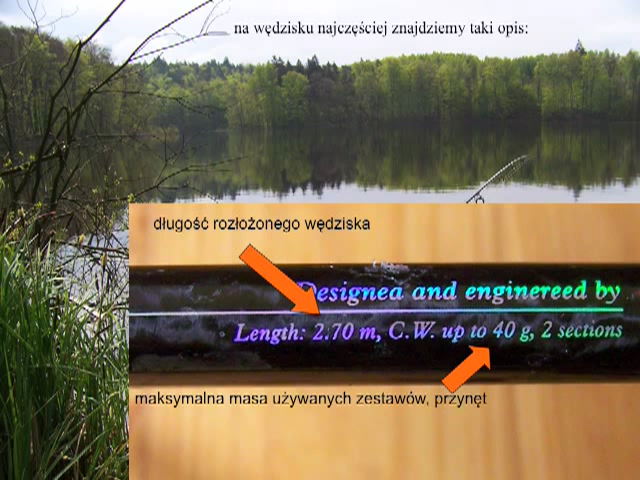 na wędzisku najczęściej znajdziemy taki opis:
długość rozłożonego wędziska
Designed and enginereed by
Length: 2.70 m, C.W. up to 40 g, 2 sections
maksymalna masa używanych zestawów, przynęt